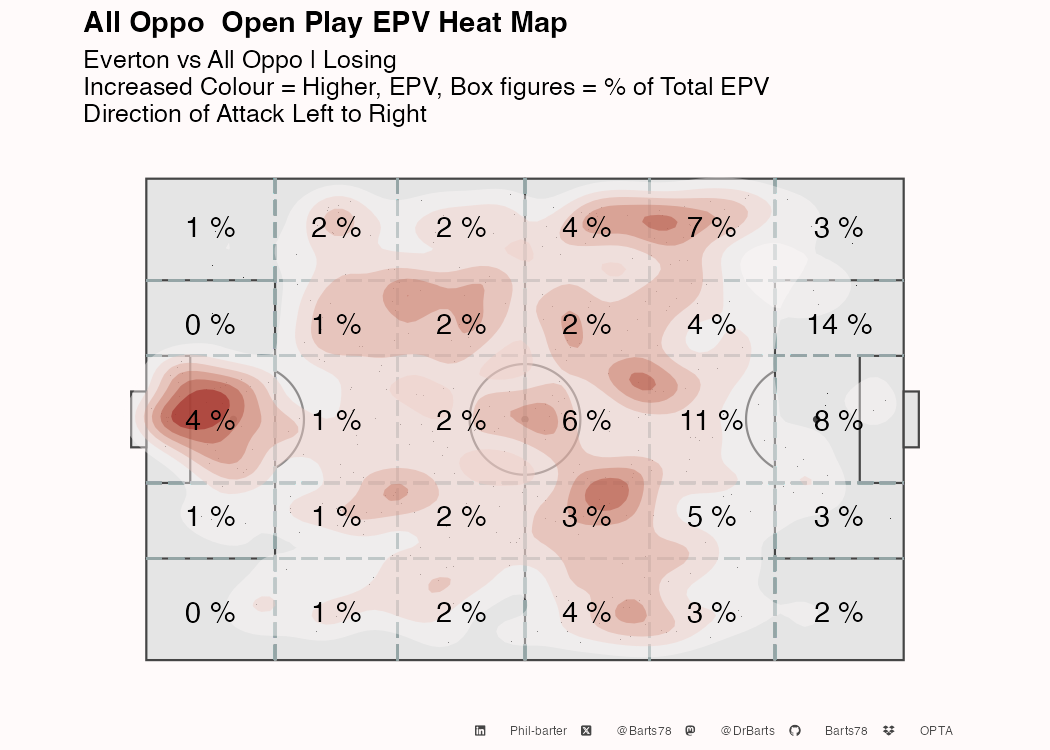 All Oppo  Open Play EPV Heat Map
Everton vs All Oppo | Losing
Increased Colour = Higher, EPV, Box figures = % of Total EPV
Direction of Attack Left to Right
1 % 2 % 2 % 4 % 7 % 3 %
0 % 1 % 2 % 2 % 4 % 14 %
4 % 1 % 2 % 6 % 11 % 8 %
1 % 1 % 2 % 3 % 5 % 3 %
0 % 1 % 2 % 4 % 3 % 2 %
Phil-barter @Barts78 @DrBarts Barts78 OPTA